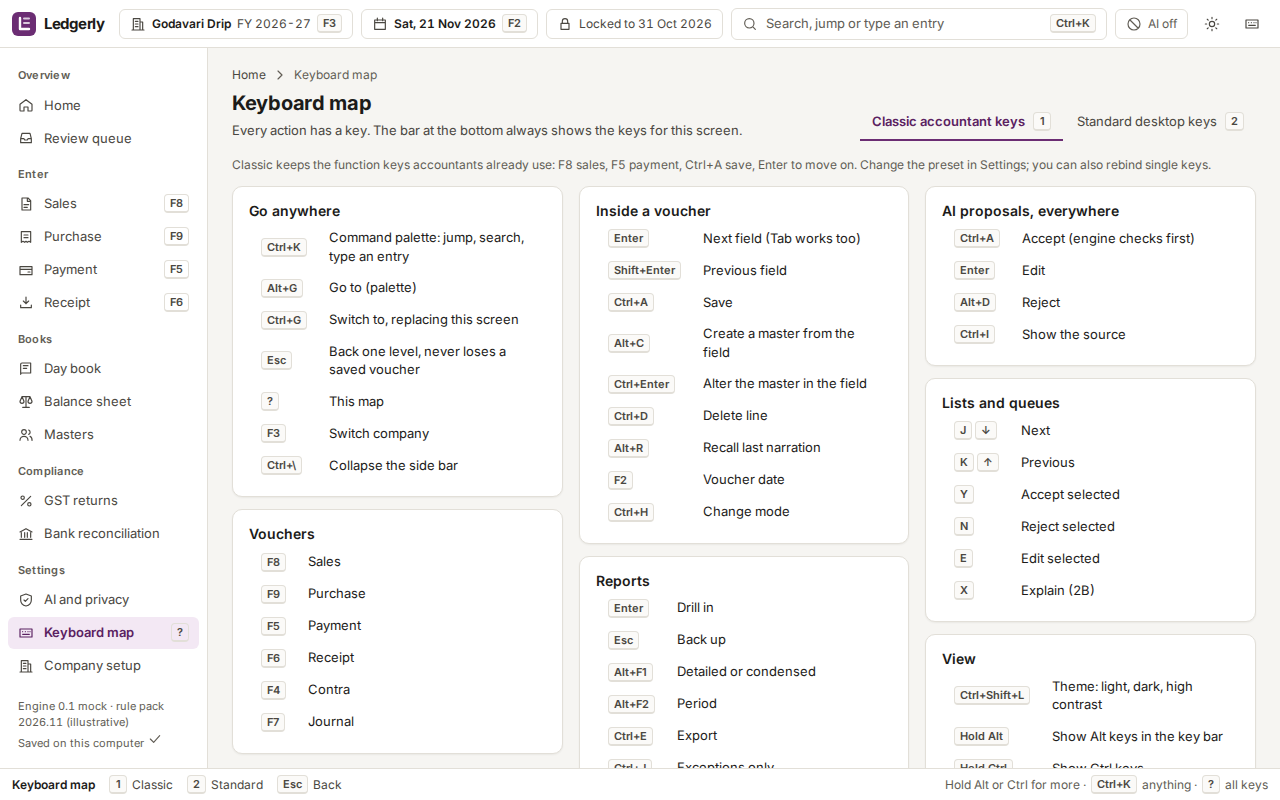 Ledgerly
Godavari Drip FY 2026-27 F3
Sat, 21 Nov 2026 F2
Locked to 31 Oct 2026
Search, jump or type an entry Ctrl+K
AI off
Overview
Home
Review queue
Enter
Sales F8
Purchase F9
Payment F5
Receipt F6
Books
Day book
Balance sheet
Masters
Compliance
GST returns
Bank reconciliation
Settings
AI and privacy
Keyboard map ?
Company setup
Engine 0.1 mock · rule pack
2026.11 (illustrative)
Saved on this computer
Home > Keyboard map
Keyboard map
Every action has a key. The bar at the bottom always shows the keys for this screen.
Classic accountant keys 1
Standard desktop keys 2
Classic keeps the function keys accountants already use: F8 sales, F5 payment, Ctrl+A save, Enter to move on. Change the preset in Settings; you can also rebind single keys.
Go anywhere
Ctrl+K Command palette: jump, search,
type an entry
Alt+G Go to (palette)
Ctrl+G Switch to, replacing this screen
Esc Back one level, never loses a
saved voucher
? This map
F3 Switch company
Ctrl+\ Collapse the side bar
Vouchers
F8 Sales
F9 Purchase
F5 Payment
F6 Receipt
F4 Contra
F7 Journal
Inside a voucher
Enter Next field (Tab works too)
Shift+Enter Previous field
Ctrl+A Save
Alt+C Create a master from the
field
Ctrl+Enter Alter the master in the field
Ctrl+D Delete line
Alt+R Recall last narration
F2 Voucher date
Ctrl+H Change mode
Reports
Enter Drill in
Esc Back up
Alt+F1 Detailed or condensed
Alt+F2 Period
Ctrl+E Export
Exceptions only
AI proposals, everywhere
Ctrl+A Accept (engine checks first)
Enter Edit
Alt+D Reject
Ctrl+I Show the source
Lists and queues
J ↓ Next
K ↑ Previous
Y Accept selected
N Reject selected
E Edit selected
X Explain (2B)
View
Ctrl+Shift+L Theme: light, dark, high
contrast
Hold Alt Show Alt keys in the key bar
Hold Ctrl Show Ctrl keys
Keyboard map 1 Classic 2 Standard Esc Back
Hold Alt or Ctrl for more · Ctrl+K anything · ? all keys